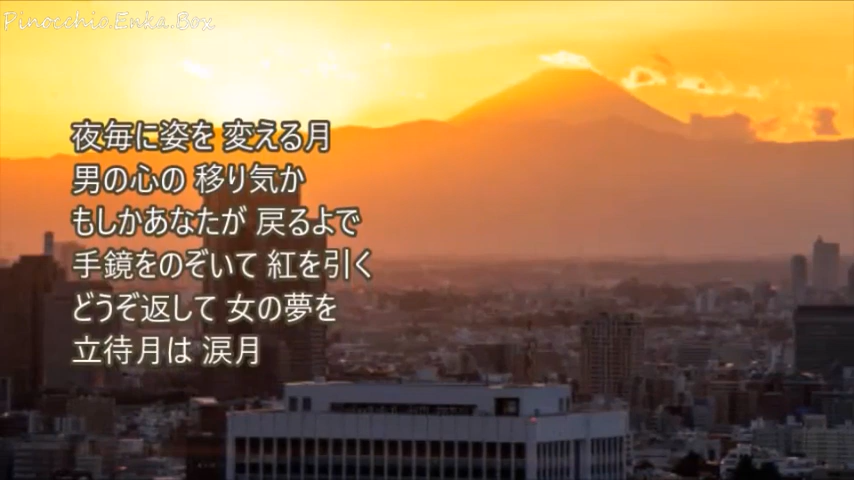 Pinocchio.Enka.Box
夜毎に姿を 変える月
男の心の 移り気か
もしかあなたが 戻るよで
手鏡をのぞいて 紅を引く
どうぞ返して 女の夢を
立待月は 涙月